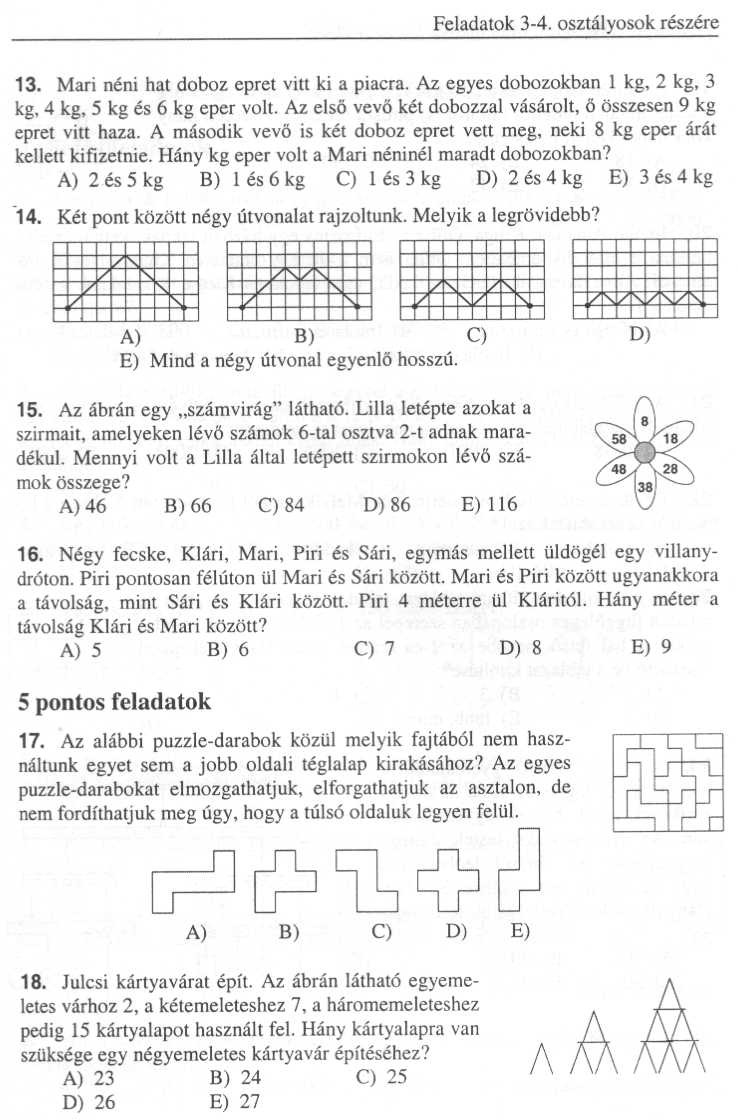 Feladatok 3-4. osztályosok részére
13. Mari néni hat doboz epret vitt ki a piacra. Az egyes dobozokban 1 kg, 2 kg, 3
kg, 4 kg, 5 kg és 6 kg eper volt. Az első vevő két dobozzal vásárolt, ő összesen 9 kg
epret vitt haza. A második vevő is két doboz epret vett meg, neki 8 kg eper árát
kellett kifizetnie. Hány kg eper volt a Mari néninél maradt dobozokban?
A) 2 és 5 kg B) 1 és 6 kg C) 1 és 3 kg D) 2 és 4 kg E) 3 és 4 kg
14. Két pont között négy útvonalat rajzoltunk. Melyik a legrövidebb?
A) B) C) D)
E) Mind a négy útvonal egyenlő hosszú.
15. Az ábrán egy „számvirág” látható. Lilla letépte azokat a
szirmait, amelyeken lévő számok 6-tal osztva 2-t adnak mara-
dékul. Mennyi volt a Lilla által letépett szirmokon lévő szá-
mok összege?
A) 46 B) 66 C) 84 D) 86 E) 116
8
58 18
48 28
38
16. Négy fecske, Klári, Mari, Piri és Sári, egymás mellett üldögél egy villany-
dróton. Piri pontosan félúton ül Mari és Sári között. Mari és Piri között ugyanakkora
a távolság, mint Sári és Klári között. Piri 4 méterre ül Kláritól. Hány méter a
távolság Klári és Mari között?
A) 5 B) 6 C) 7 D) 8 E) 9
5 pontos feladatok
17. Az alábbi puzzle-darabok közül melyik fajtából nem hasz-
náltunk egyet sem a jobb oldali téglalap kirakásához? Az egyes
puzzle-darabokat elmozgathatjuk, elforgathatjuk az asztalon, de
nem fordíthatjuk meg úgy, hogy a túlsó oldaluk legyen felül.
A) B) C) D) E)
18. Julcsi kártyavárat épít. Az ábrán látható egyeme-
letes várhoz 2, a kétemeleteshez 7, a háromemeleteshez
pedig 15 kártyalapot használt fel. Hány kártyalapra van
szüksége egy négyemeletes kártyavár építéséhez?
A) 23 B) 24 C) 25
D) 26 E) 27